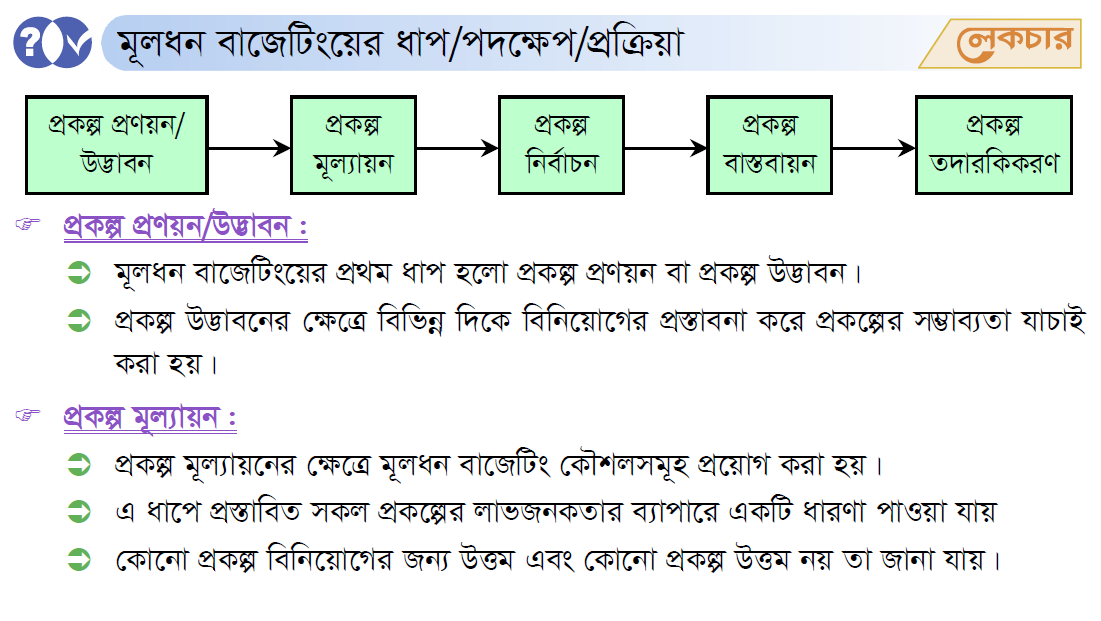 মূলধন বাজেটিংয়ের ধাপ/পদক্ষেপ/প্রক্রিয়া
লেকচার
প্রকল্প প্রণয়ন/
উদ্ভাবন
প্রকল্প
মূল্যায়ন
প্রকল্প
নির্বাচন
প্রকল্প
বাস্তবায়ন
প্রকল্প
তদারকিকরণ
প্রকল্প প্রণয়ন/উদ্ভাবন :
মূলধন বাজেটিংয়ের প্রথম ধাপ হলো প্রকল্প প্রণয়ন বা প্রকল্প উদ্ভাবন।
প্রকল্প উদ্ভাবনের ক্ষেত্রে বিভিন্ন দিকে বিনিয়োগের প্রস্তাবনা করে প্রকল্পের সম্ভাব্যতা যাচাই
করা হয়।
প্রকল্প মূল্যায়ন :
প্রকল্প মূল্যায়নের ক্ষেত্রে মূলধন বাজেটিং কৌশলসমূহ প্রয়োগ করা হয়।
এ ধাপে প্রস্তাবিত সকল প্রকল্পের লাভজনকতার ব্যাপারে একটি ধারণা পাওয়া যায়
কোনো প্রকল্প বিনিয়োগের জন্য উত্তম এবং কোনো প্রকল্প উত্তম নয় তা জানা যায়।